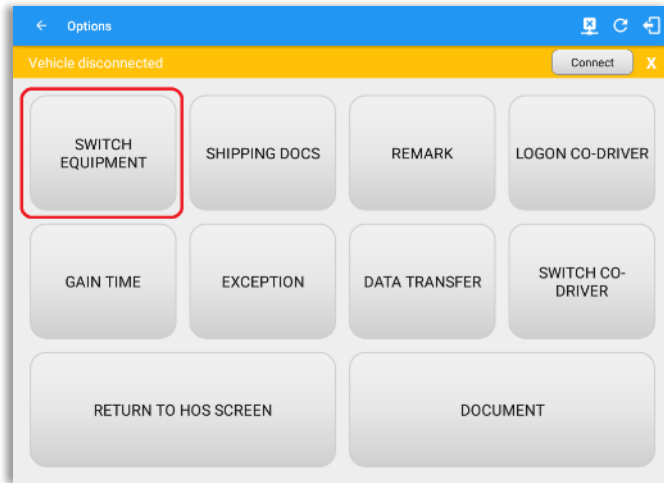 Options
Vehicle disconnected
Connect
X
SWITCH
EQUIPMENT
SHIPPING DOCS
REMARK
LOGON CO-DRIVER
GAIN TIME
EXCEPTION
DATA TRANSFER
SWITCH CO-
DRIVER
RETURN TO HOS SCREEN
DOCUMENT